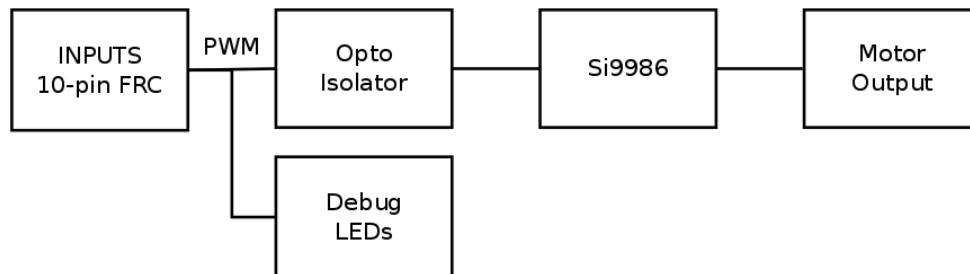 INPUTS
10-pin FRC
PWM
Opto
Isolator
Si9986
Motor
Output
Debug
LEDs